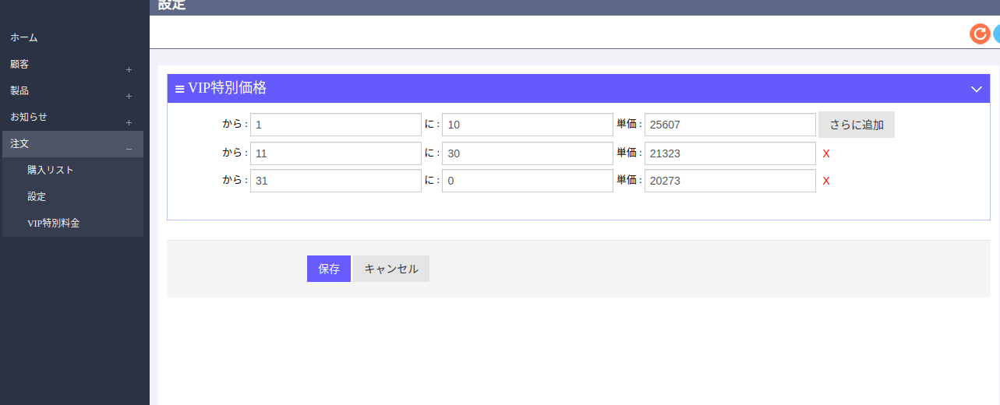 設定
ホーム
顧客 +
製品 +
お知らせ +
注文 −
購入リスト
設定
VIP特別料金
VIP特別価格
から : 1 に : 10 単価 : 25607 さらに追加
から : 11 に : 30 単価 : 21323 X
から : 31 に : 0 単価 : 20273 X
保存 キャンセル